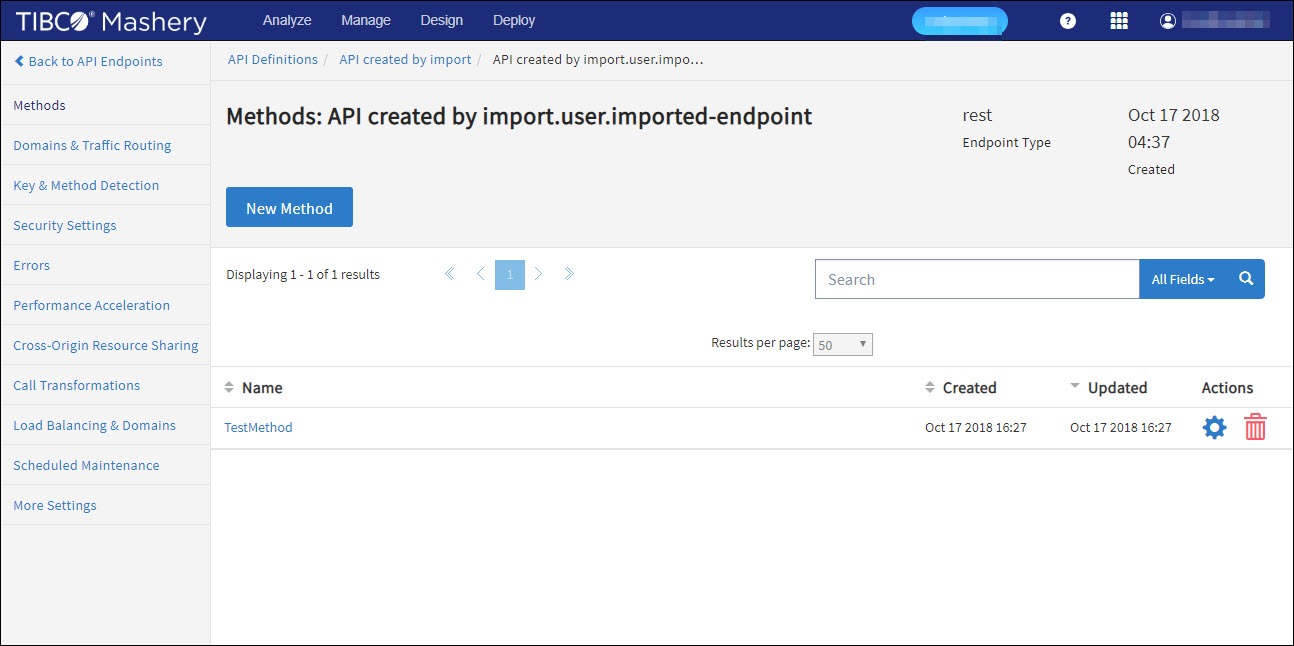 TIBCO® Mashery Analyze Manage Design Deploy ?
Back to API Endpoints
API Definitions / API created by import / API created by import.user.impo...
Methods
Domains & Traffic Routing
Key & Method Detection
Security Settings
Errors
Performance Acceleration
Cross-Origin Resource Sharing
Call Transformations
Load Balancing & Domains
Scheduled Maintenance
More Settings
Methods: API created by import.user.imported-endpoint
rest
Endpoint Type
Oct 17 2018
04:37
Created
New Method
Displaying 1 - 1 of 1 results
1
Search
All Fields
Results per page: 50
Name Created Updated Actions
TestMethod Oct 17 2018 16:27 Oct 17 2018 16:27